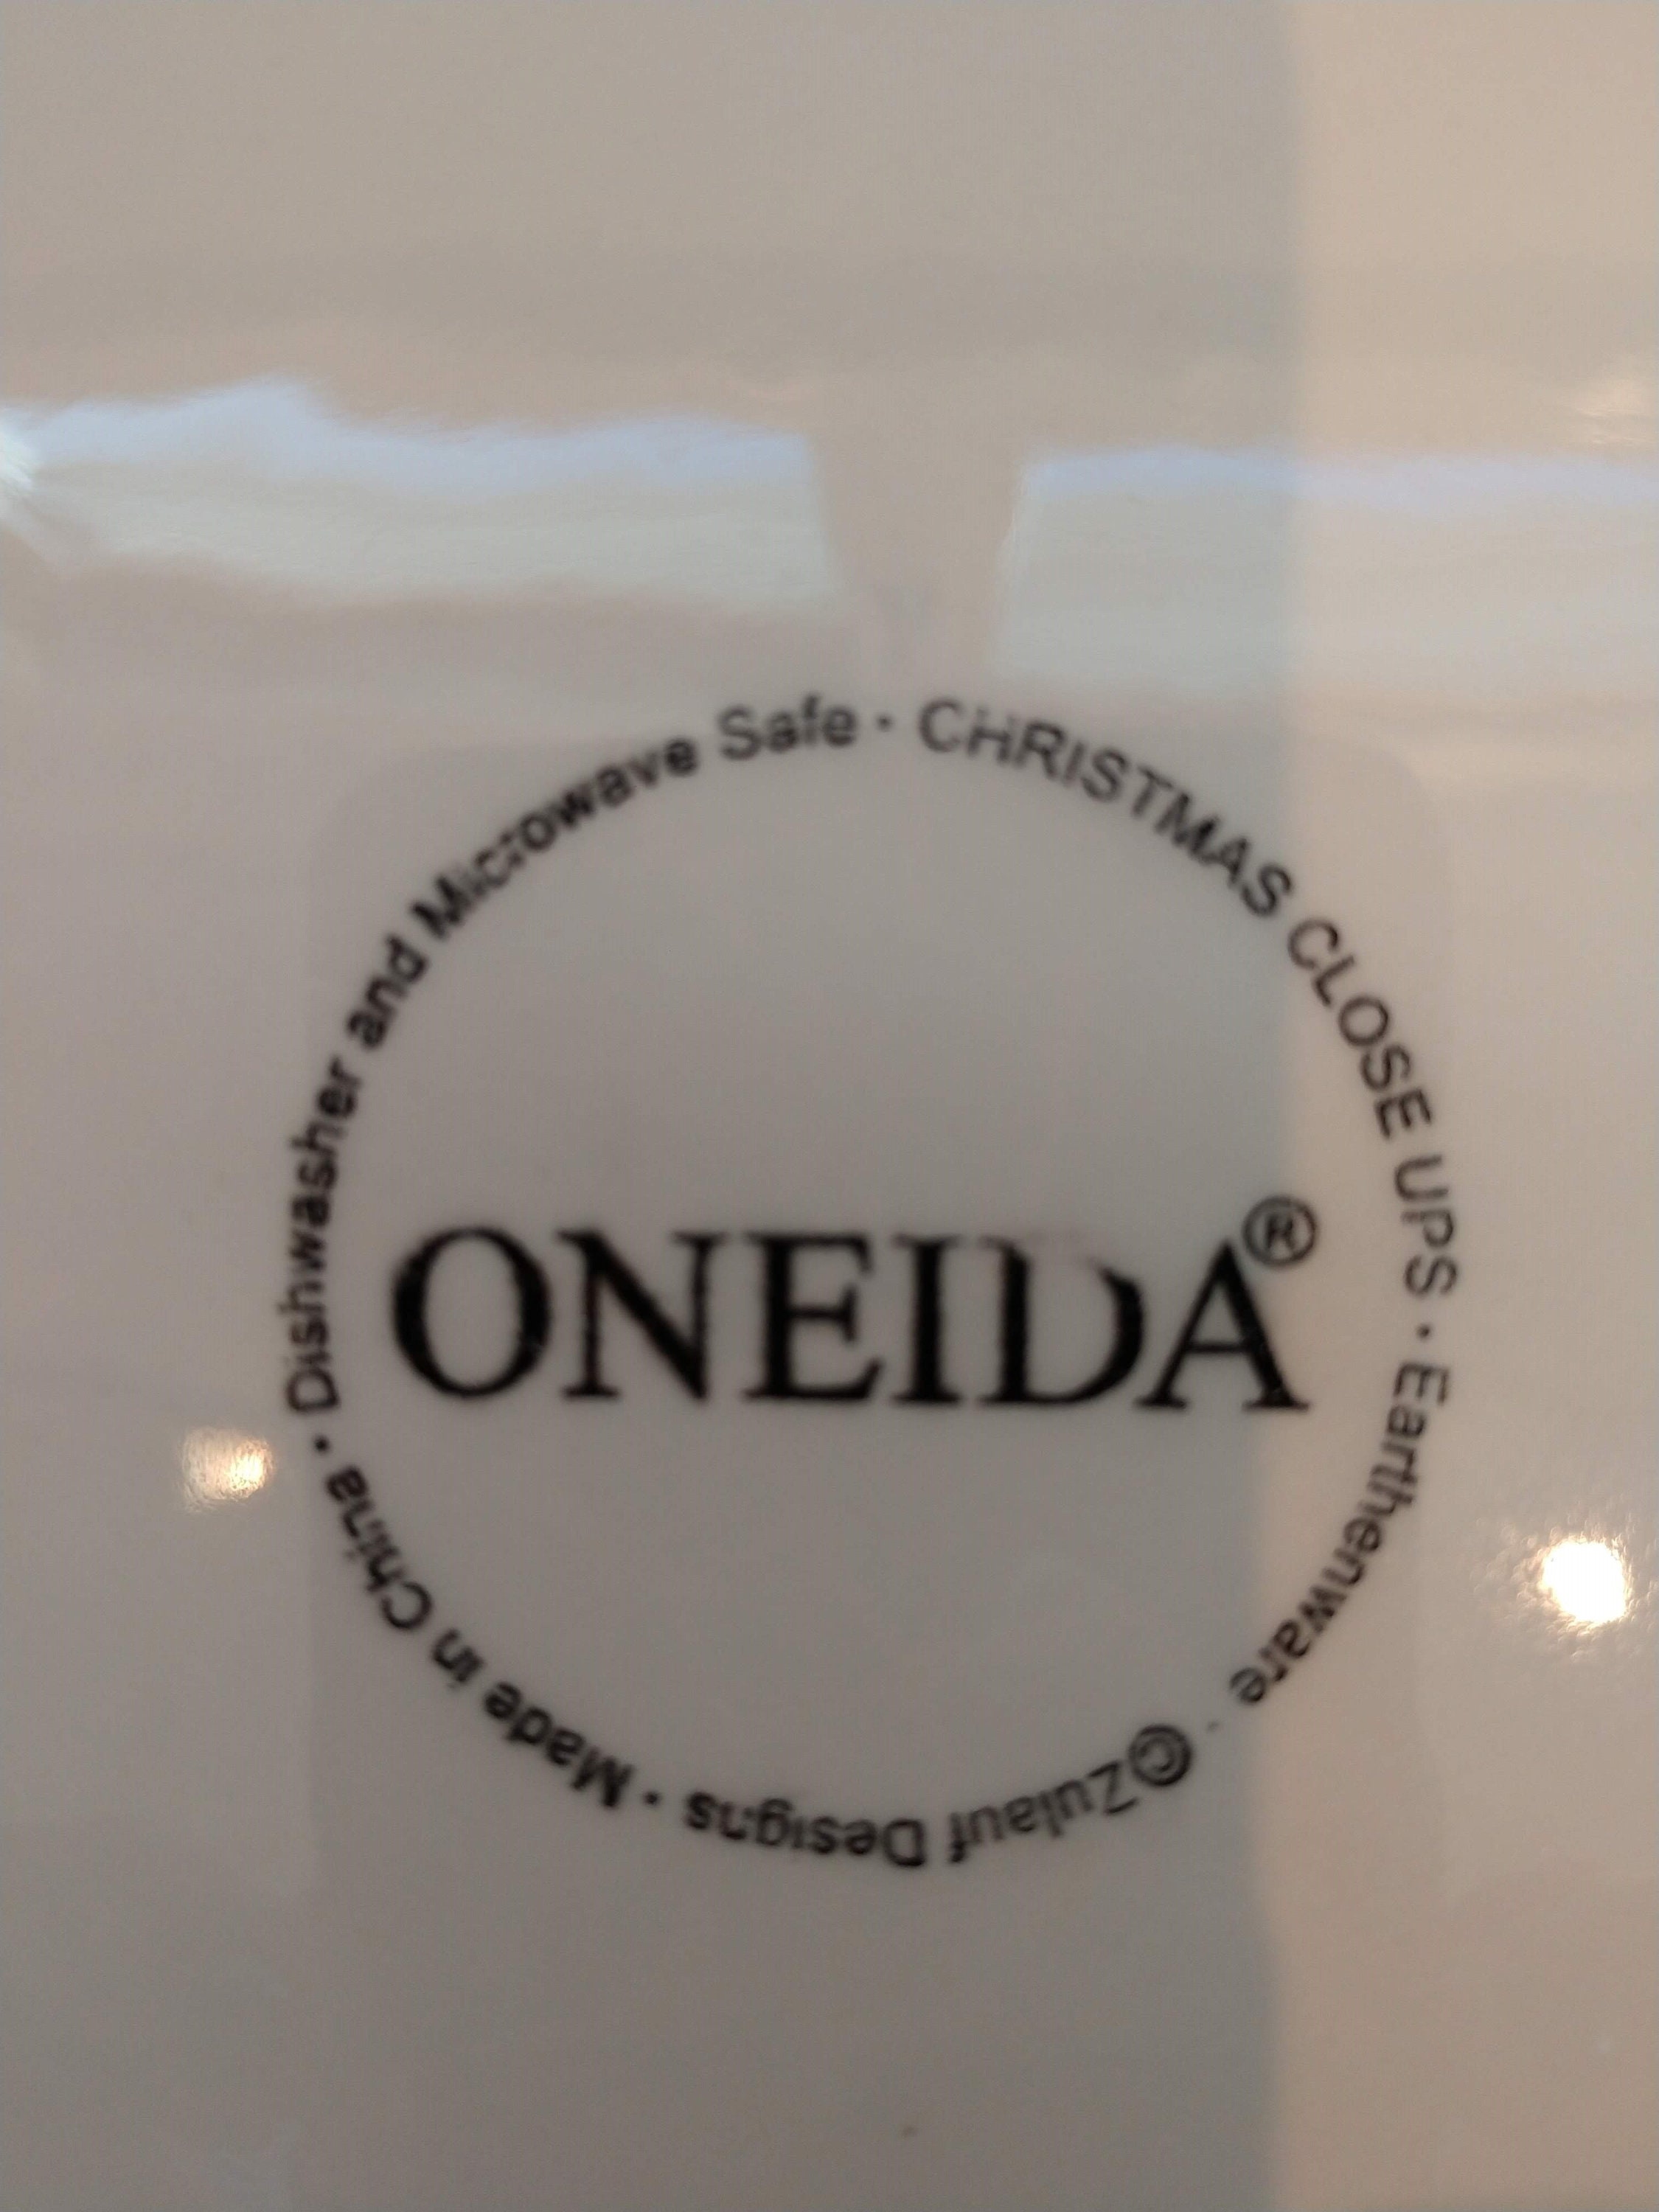 CHRISTMAS CLOSE UPS · Earthenware · ©Zulauf Designs · Made in China · Dishwasher and Microwave Safe ·
ONEIDA®